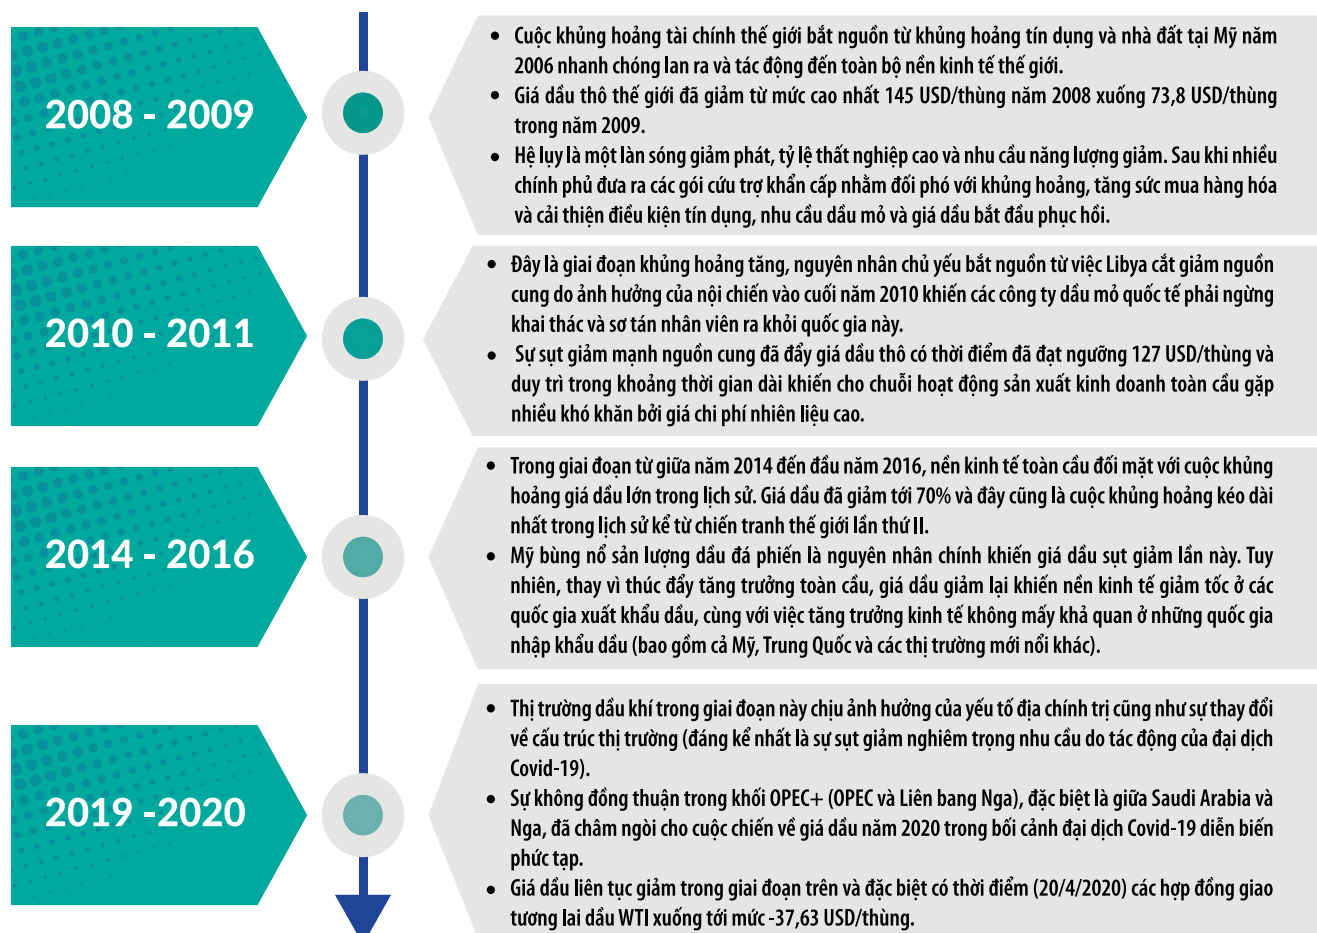 2008 - 2009
• Cuộc khủng hoảng tài chính thế giới bắt nguồn từ khủng hoảng tín dụng và nhà đất tại Mỹ năm
2006 nhanh chóng lan ra và tác động đến toàn bộ nền kinh tế thế giới.
• Giá dầu thô thế giới đã giảm từ mức cao nhất 145 USD/thùng năm 2008 xuống 73,8 USD/thùng
trong năm 2009.
• Hệ lụy là một làn sóng giảm phát, tỷ lệ thất nghiệp cao và nhu cầu năng lượng giảm. Sau khi nhiều
chính phủ đưa ra các gói cứu trợ khẩn cấp nhằm đối phó với khủng hoảng, tăng sức mua hàng hóa
và cải thiện điều kiện tín dụng, nhu cầu dầu mỏ và giá dầu bắt đầu phục hồi.
2010 - 2011
• Đây là giai đoạn khủng hoảng tăng, nguyên nhân chủ yếu bắt nguồn từ việc Libya cắt giảm nguồn
cung do ảnh hưởng của nội chiến vào cuối năm 2010 khiến các công ty dầu mỏ quốc tế phải ngừng
khai thác và sơ tán nhân viên ra khỏi quốc gia này.
• Sự sụt giảm mạnh nguồn cung đã đẩy giá dầu thô có thời điểm đã đạt ngưỡng 127 USD/thùng và
duy trì trong khoảng thời gian dài khiến cho chuỗi hoạt động sản xuất kinh doanh toàn cầu gặp
nhiều khó khăn bởi giá chi phí nhiên liệu cao.
2014 - 2016
• Trong giai đoạn từ giữa năm 2014 đến đầu năm 2016, nền kinh tế toàn cầu đối mặt với cuộc khủng
hoảng giá dầu lớn trong lịch sử. Giá dầu đã giảm tới 70% và đây cũng là cuộc khủng hoảng kéo dài
nhất trong lịch sử kể từ chiến tranh thế giới lần thứ II.
• Mỹ bùng nổ sản lượng dầu đá phiến là nguyên nhân chính khiến giá dầu sụt giảm lần này. Tuy
nhiên, thay vì thúc đẩy tăng trưởng toàn cầu, giá dầu giảm lại khiến nền kinh tế giảm tốc ở các
quốc gia xuất khẩu dầu, cùng với việc tăng trưởng kinh tế không mấy khả quan ở những quốc gia
nhập khẩu dầu (bao gồm cả Mỹ, Trung Quốc và các thị trường mới nổi khác).
2019 -2020
• Thị trường dầu khí trong giai đoạn này chịu ảnh hưởng của yếu tố địa chính trị cũng như sự thay đổi
về cấu trúc thị trường (đáng kể nhất là sự sụt giảm nghiêm trọng nhu cầu do tác động của đại dịch
Covid-19).
• Sự không đồng thuận trong khối OPEC+ (OPEC và Liên bang Nga), đặc biệt là giữa Saudi Arabia và
Nga, đã châm ngòi cho cuộc chiến về giá dầu năm 2020 trong bối cảnh đại dịch Covid-19 diễn biến
phức tạp.
• Giá dầu liên tục giảm trong giai đoạn trên và đặc biệt có thời điểm (20/4/2020) các hợp đồng giao
tương lai dầu WTI xuống tới mức -37,63 USD/thùng.